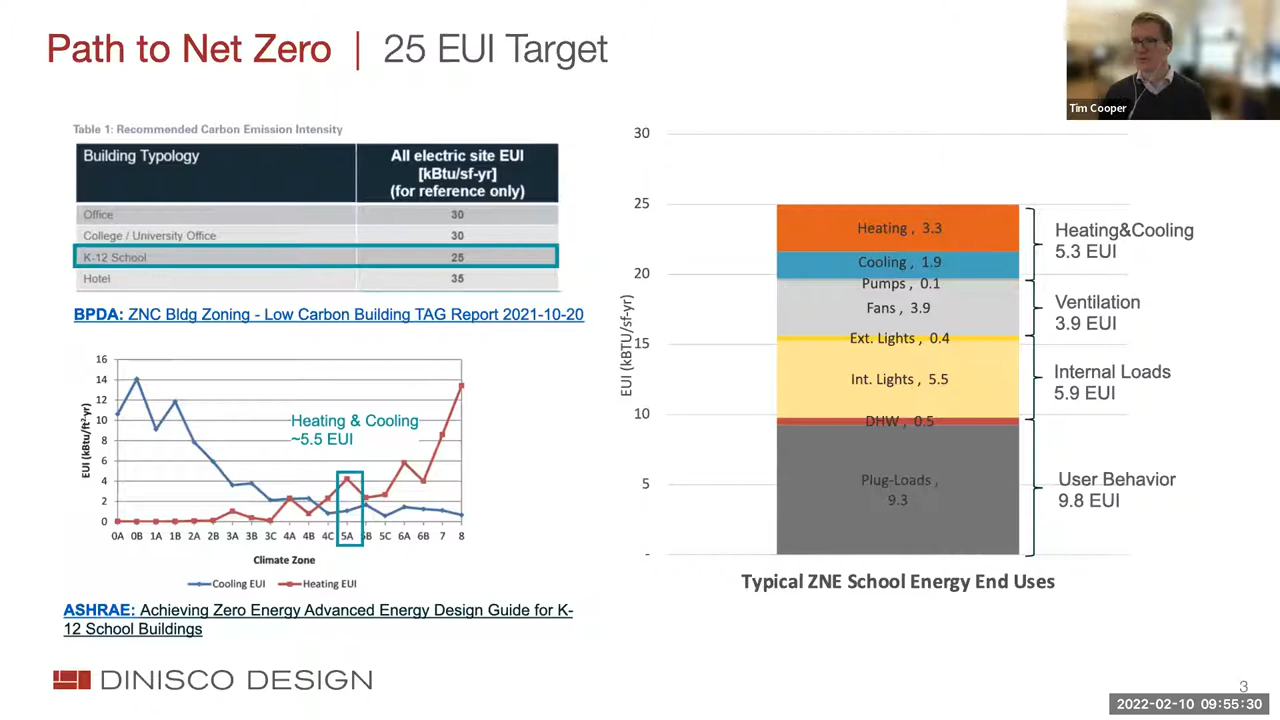 Path to Net Zero | 25 EUI Target
Tim Cooper
Table 1: Recommended Carbon Emission Intensity
Building Typology
All electric site EUI
[kBtu/sf-yr]
(for reference only)
Office 30
College / University Office 30
K-12 School 25
Hotel 35
BPDA: ZNC Bldg Zoning - Low Carbon Building TAG Report 2021-10-20
EUI (kBtu/ft²yr)
16
14
12
10
8
6
4
2
0
Heating & Cooling
~5.5 EUI
0A 0B 1A 1B 2A 2B 3A 3B 3C 4A 4B 4C 5A 5B 5C 6A 6B 7 8
Climate Zone
Cooling EUI Heating EUI
ASHRAE: Achieving Zero Energy Advanced Energy Design Guide for K-
12 School Buildings
EUI (kBTU/sf-yr)
30
25
20
15
10
5
-
Heating , 3.3
Cooling , 1.9
Pumps , 0.1
Fans , 3.9
Ext. Lights , 0.4
Int. Lights , 5.5
DHW , 0.5
Plug-Loads ,
9.3
Heating&Cooling
5.3 EUI
Ventilation
3.9 EUI
Internal Loads
5.9 EUI
User Behavior
9.8 EUI
Typical ZNE School Energy End Uses
DINISCO DESIGN
3
2022-02-10 09:55:30